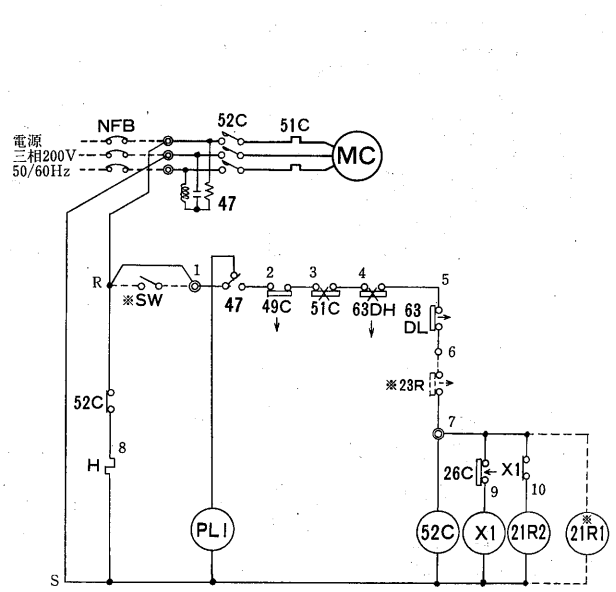 NFB
52C
51C
電源
三相200V
50/60Hz
MC
47
R
※SW
1
47
2
49C
3
51C
4
63DH
5
63
DL
6
※23R
7
52C
8
H
26C
9
X1
10
PL1
52C
X1
21R2
※
21R1
S